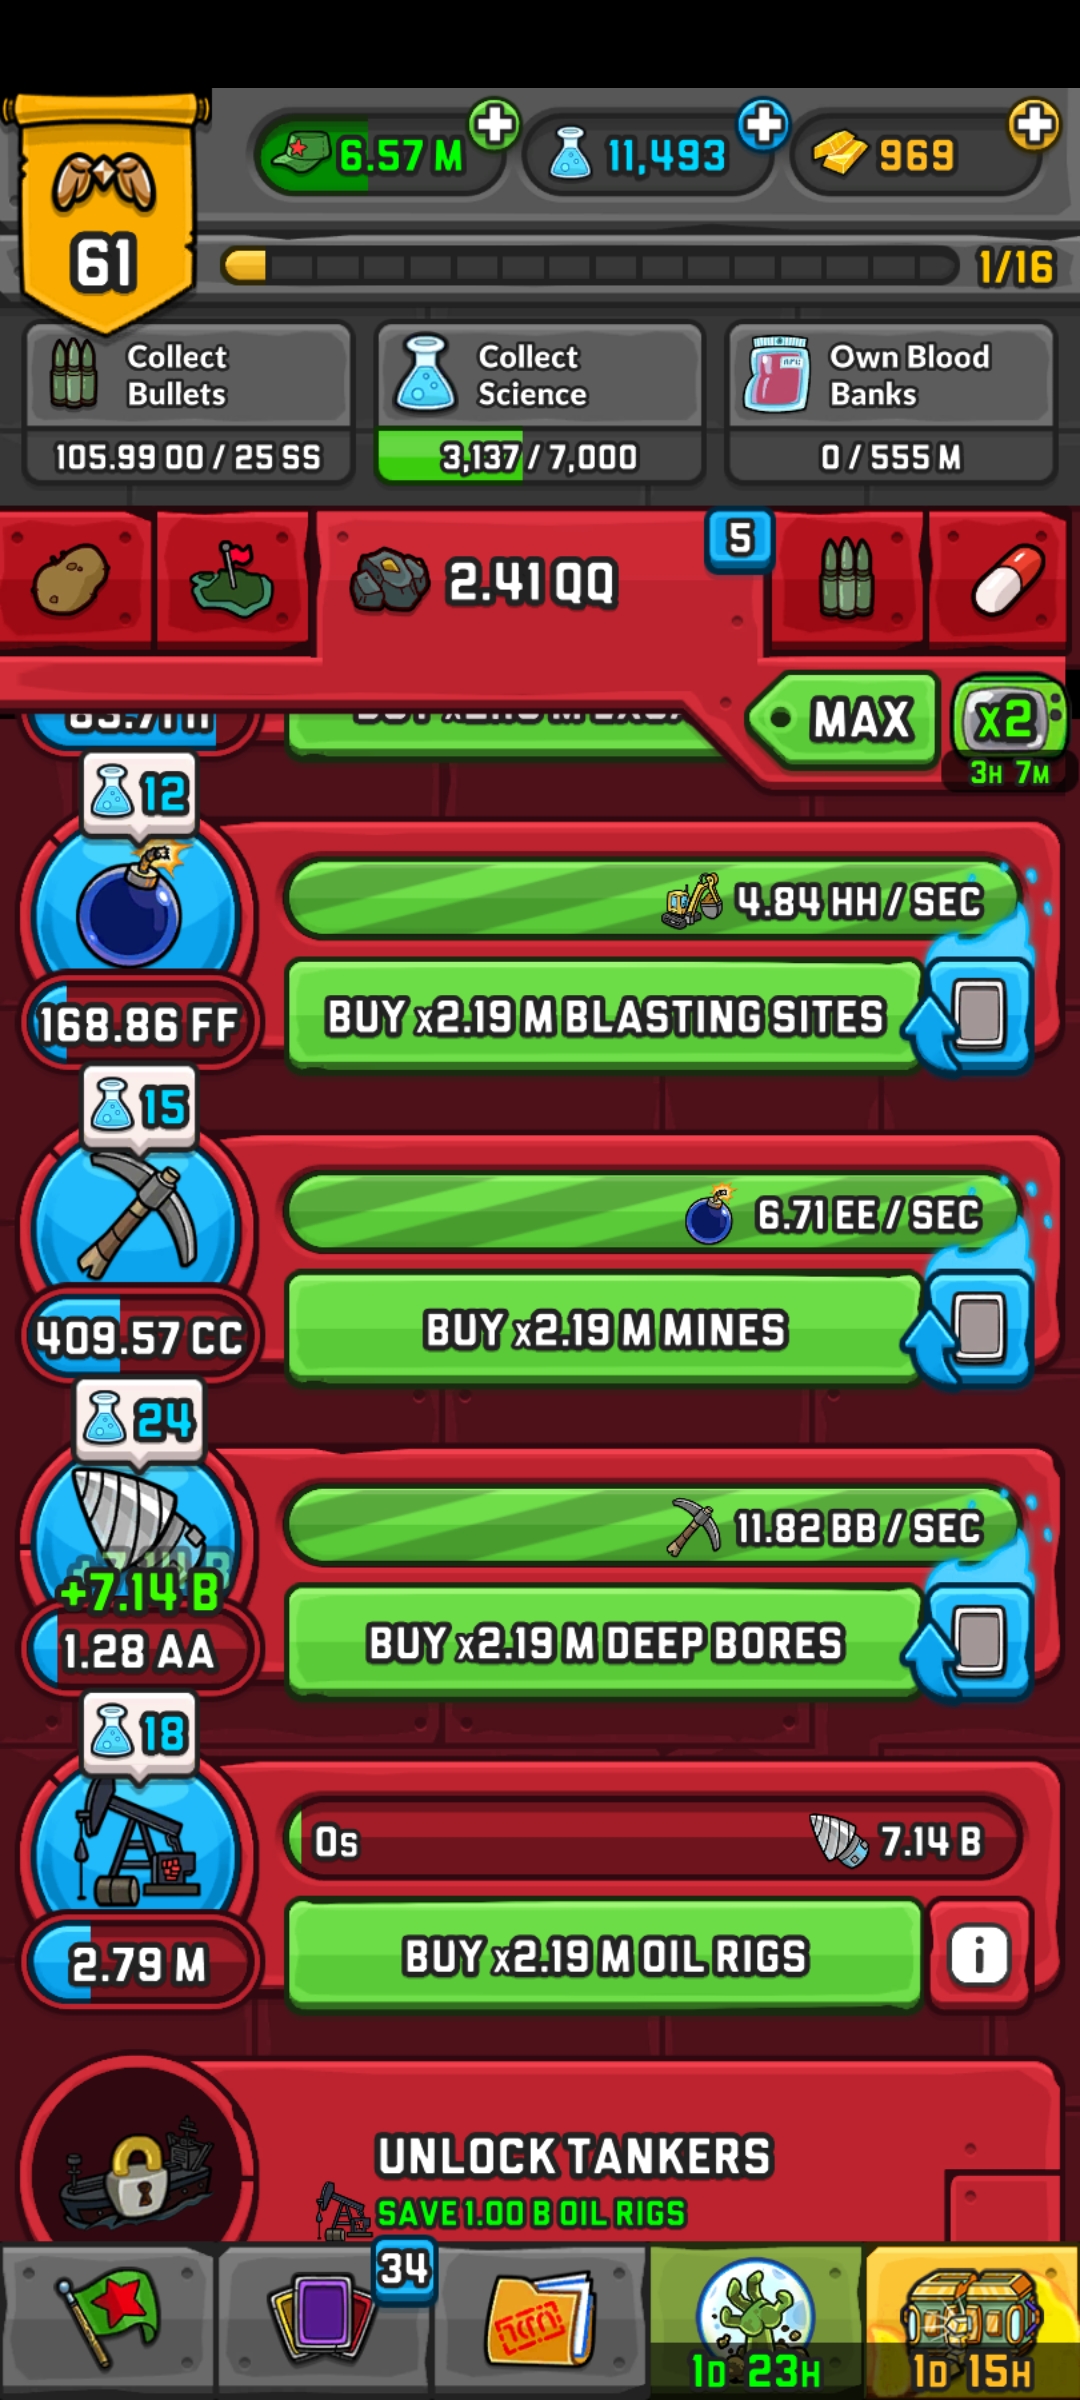 6.57 M
11,493
969
61
1/16
Collect
Bullets
Collect
Science
Own Blood
Banks
105.99 OO / 25 SS
3,137 / 7,000
0 / 555 M
2.41 QQ
5
MAX
x2
3H 7M
12
4.84 HH / SEC
168.86 FF
BUY x2.19 M BLASTING SITES
15
6.71 EE / SEC
409.57 CC
BUY x2.19 M MINES
24
11.82 BB / SEC
+7.14 B
1.28 AA
BUY x2.19 M DEEP BORES
18
0s
7.14 B
2.79 M
BUY x2.19 M OIL RIGS
i
UNLOCK TANKERS
SAVE 1.00 B OIL RIGS
34
1D 23H
1D 15H